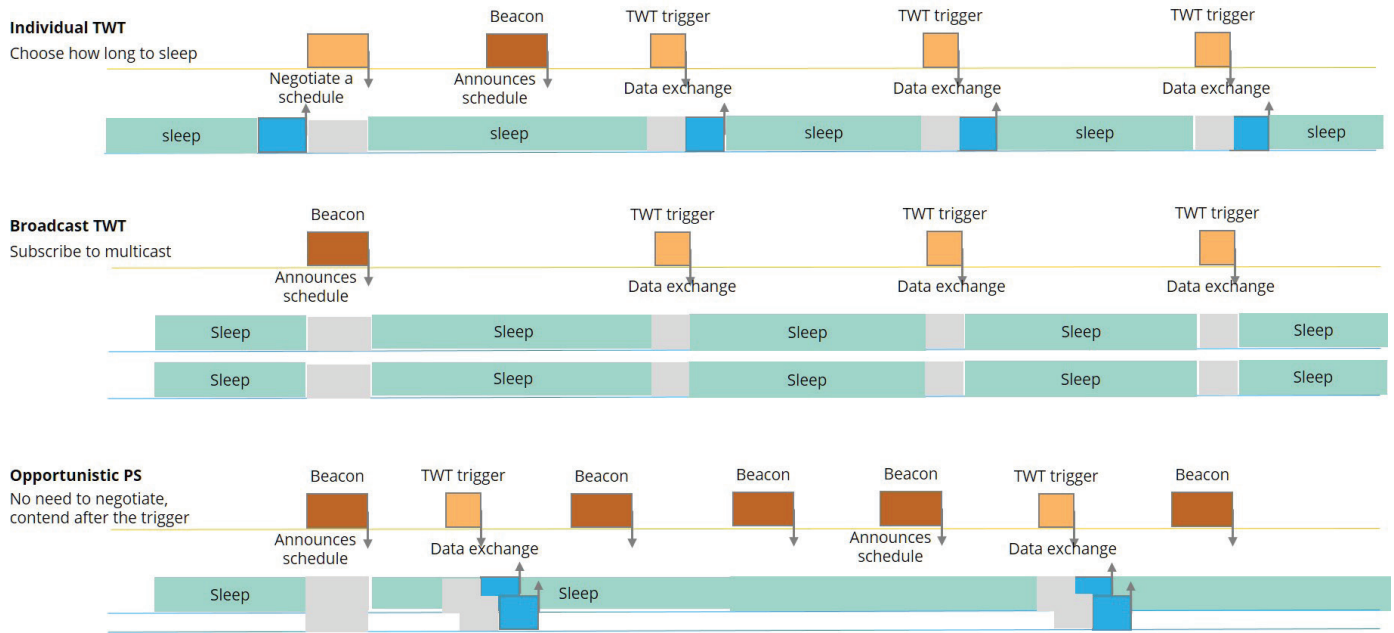 Individual TWT
Choose how long to sleep
Beacon
TWT trigger
TWT trigger
TWT trigger
Negotiate a
schedule
Announces
schedule
Data exchange
Data exchange
Data exchange
sleep
sleep
sleep
sleep
sleep
Broadcast TWT
Subscribe to multicast
Beacon
TWT trigger
TWT trigger
TWT trigger
Announces
schedule
Data exchange
Data exchange
Data exchange
Sleep
Sleep
Sleep
Sleep
Sleep
Sleep
Sleep
Sleep
Sleep
Sleep
Opportunistic PS
No need to negotiate,
contend after the trigger
Beacon
TWT trigger
Beacon
Beacon
Beacon
TWT trigger
Beacon
Announces
schedule
Data exchange
Announces
schedule
Data exchange
Sleep
Sleep